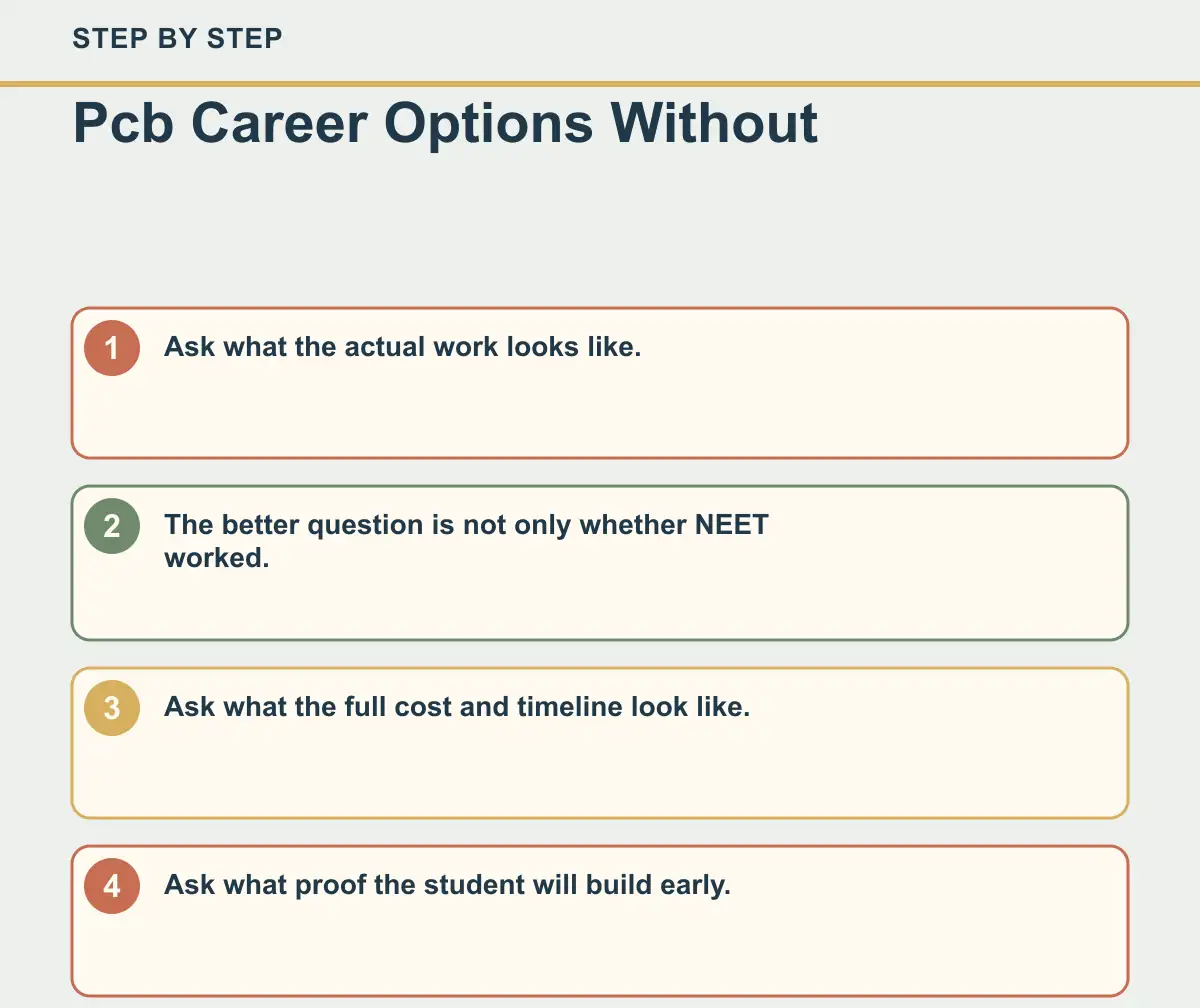 STEP BY STEP
Pcb Career Options Without
1 Ask what the actual work looks like.
2 The better question is not only whether NEET
worked.
3 Ask what the full cost and timeline look like.
4 Ask what proof the student will build early.